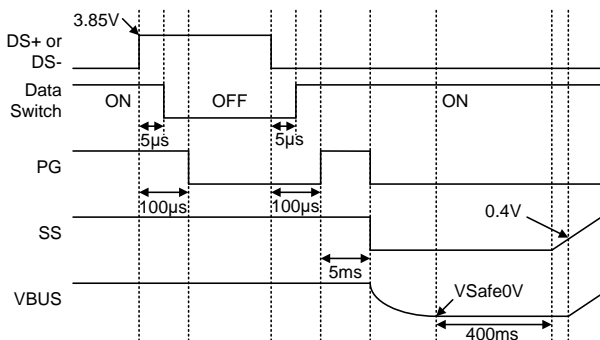 3.85V
DS+ or
DS-
Data
Switch
ON
OFF
ON
5µs
5µs
PG
100µs
100µs
0.4V
SS
5ms
VSafe0V
VBUS
400ms